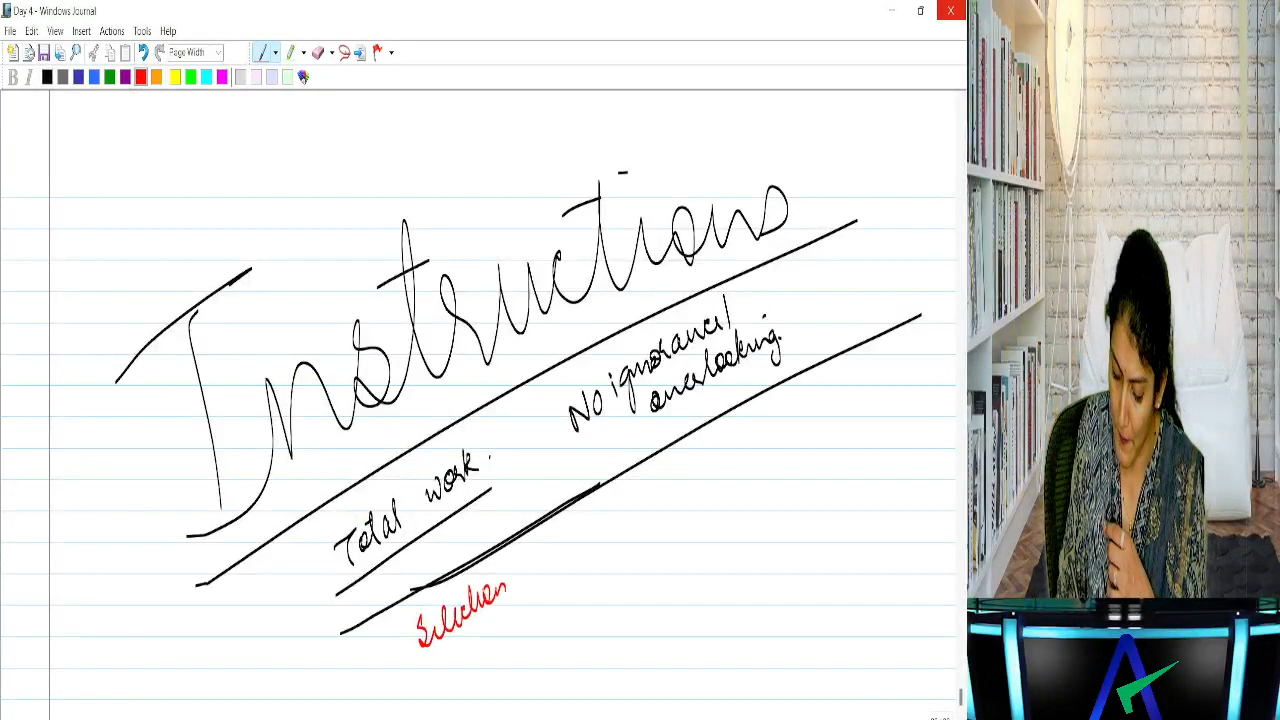 Day 4 - Windows Journal
File Edit View Insert Actions Tools Help
Page Width
B I
Instructions
No ignorance/
overlooking.
Total work.
Selection